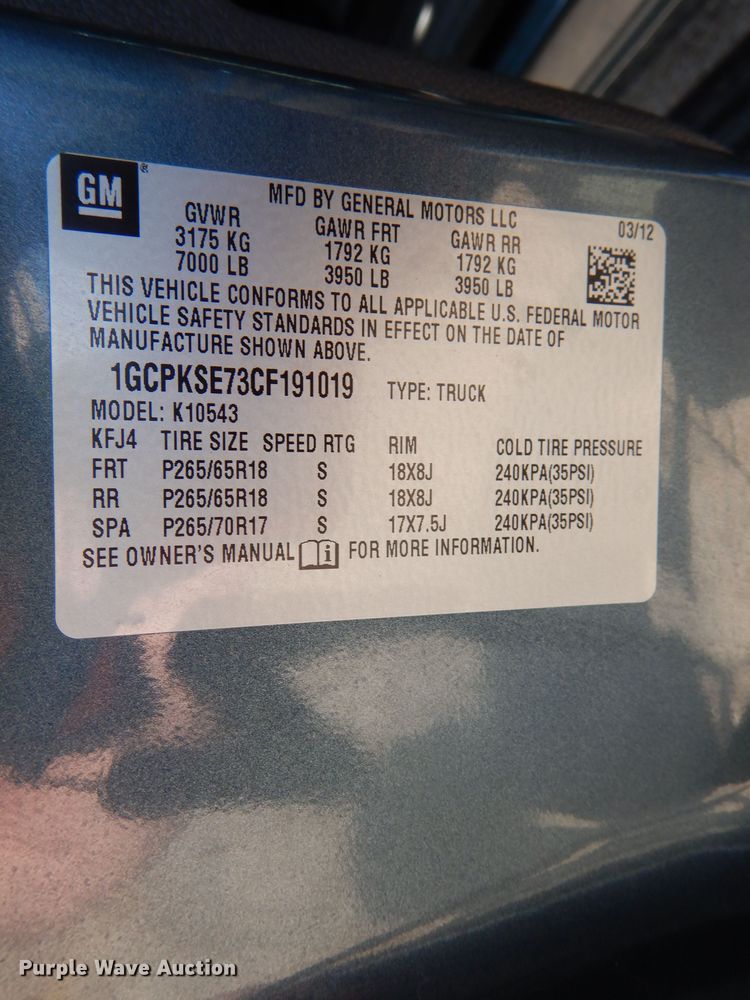 GM®
MFD BY GENERAL MOTORS LLC
03/12
GVWR GAWR FRT GAWR RR
3175 KG 1792 KG 1792 KG
7000 LB 3950 LB 3950 LB
THIS VEHICLE CONFORMS TO ALL APPLICABLE U.S. FEDERAL MOTOR
VEHICLE SAFETY STANDARDS IN EFFECT ON THE DATE OF
MANUFACTURE SHOWN ABOVE.
1GCPKSE73CF191019 TYPE: TRUCK
MODEL: K10543
KFJ4 TIRE SIZE SPEED RTG RIM COLD TIRE PRESSURE
FRT P265/65R18 S 18X8J 240KPA(35PSI)
RR P265/65R18 S 18X8J 240KPA(35PSI)
SPA P265/70R17 S 17X7.5J 240KPA(35PSI)
SEE OWNER'S MANUAL i FOR MORE INFORMATION.
Purple Wave Auction